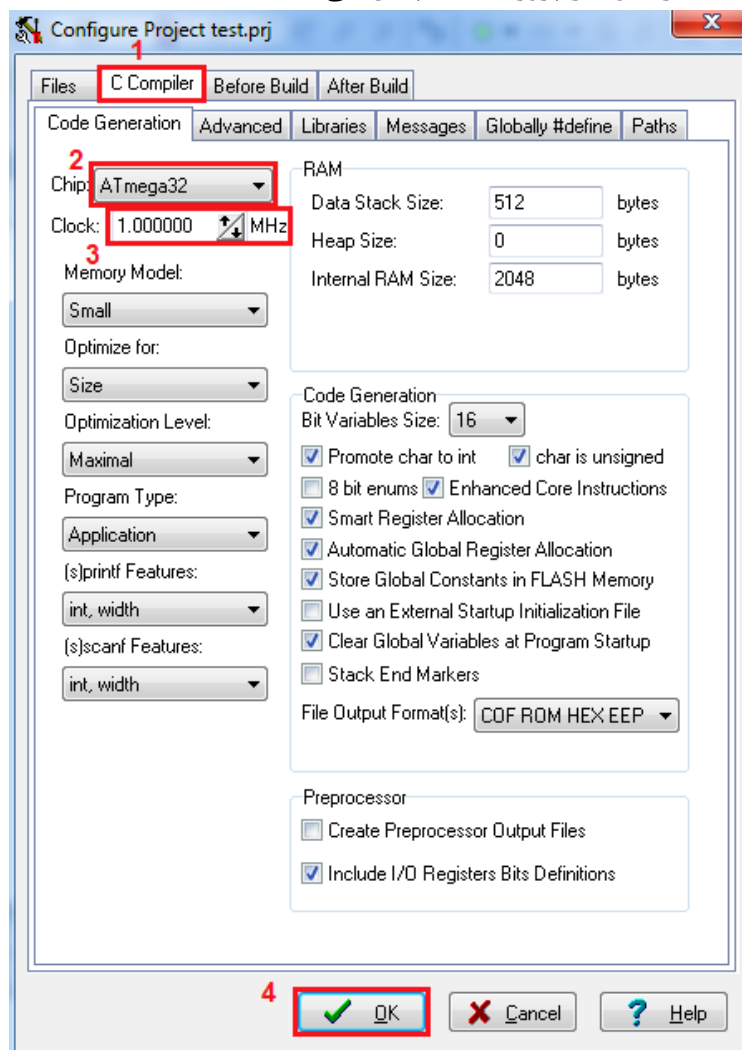 Configure Project test.prj
X
1
Files C Compiler Before Build After Build
Code Generation Advanced Libraries Messages Globally #define Paths
2
Chip: ATmega32
Clock: 1.000000 MHz
3
Memory Model:
Small
Optimize for:
Size
Optimization Level:
Maximal
Program Type:
Application
(s)printf Features:
int, width
(s)scanf Features:
int, width
RAM
Data Stack Size: 512 bytes
Heap Size: 0 bytes
Internal RAM Size: 2048 bytes
Code Generation
Bit Variables Size: 16
Promote char to int char is unsigned
8 bit enums Enhanced Core Instructions
Smart Register Allocation
Automatic Global Register Allocation
Store Global Constants in FLASH Memory
Use an External Startup Initialization File
Clear Global Variables at Program Startup
Stack End Markers
File Output Format(s): COF ROM HEX EEP
Preprocessor
Create Preprocessor Output Files
Include I/O Registers Bits Definitions
4
OK Cancel Help